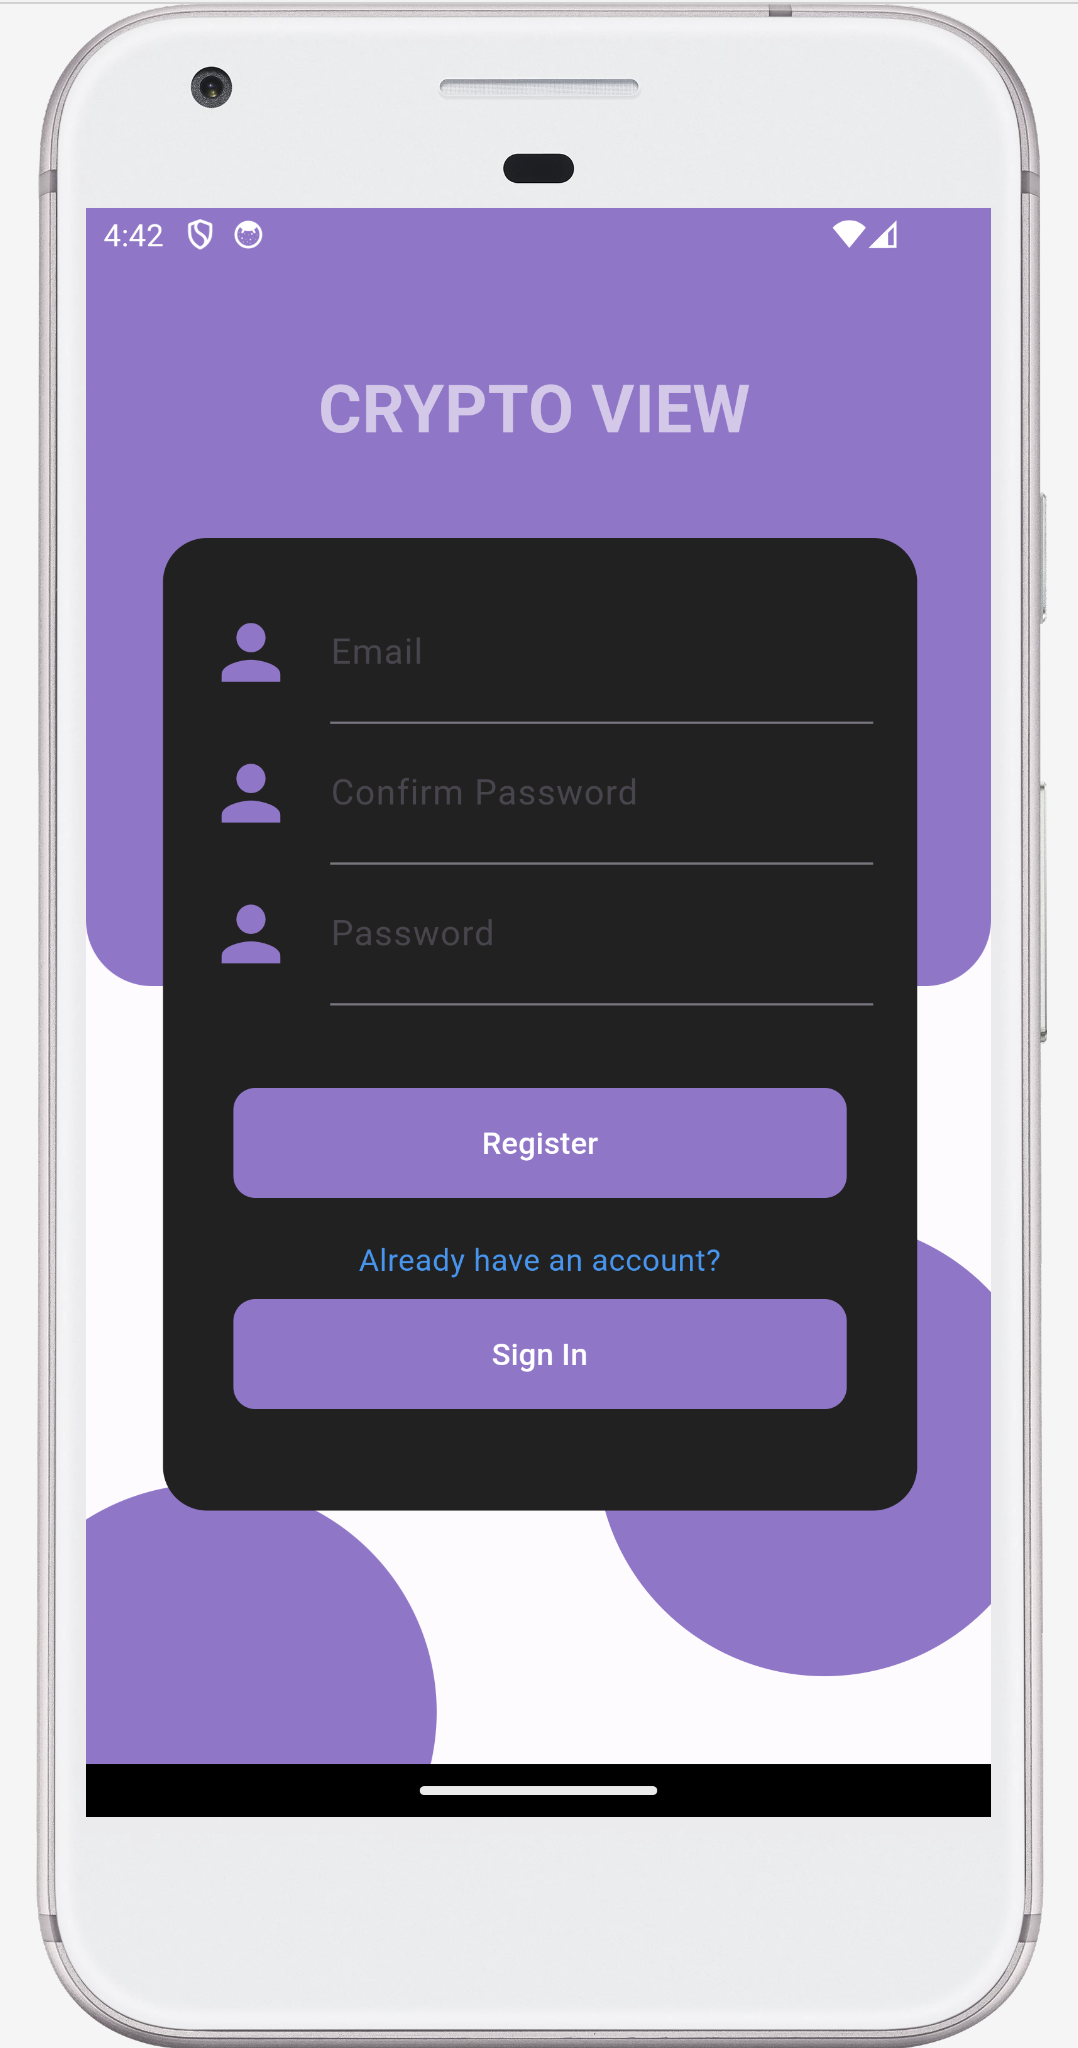 4:42
CRYPTO VIEW
Email
Confirm Password
Password
Register
Already have an account?
Sign In